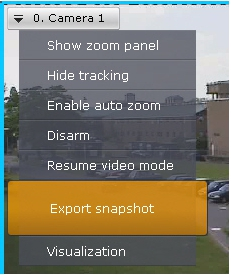 0. Camera 1
Show zoom panel
Hide tracking
Enable auto zoom
Disarm
Resume video mode
Export snapshot
Visualization